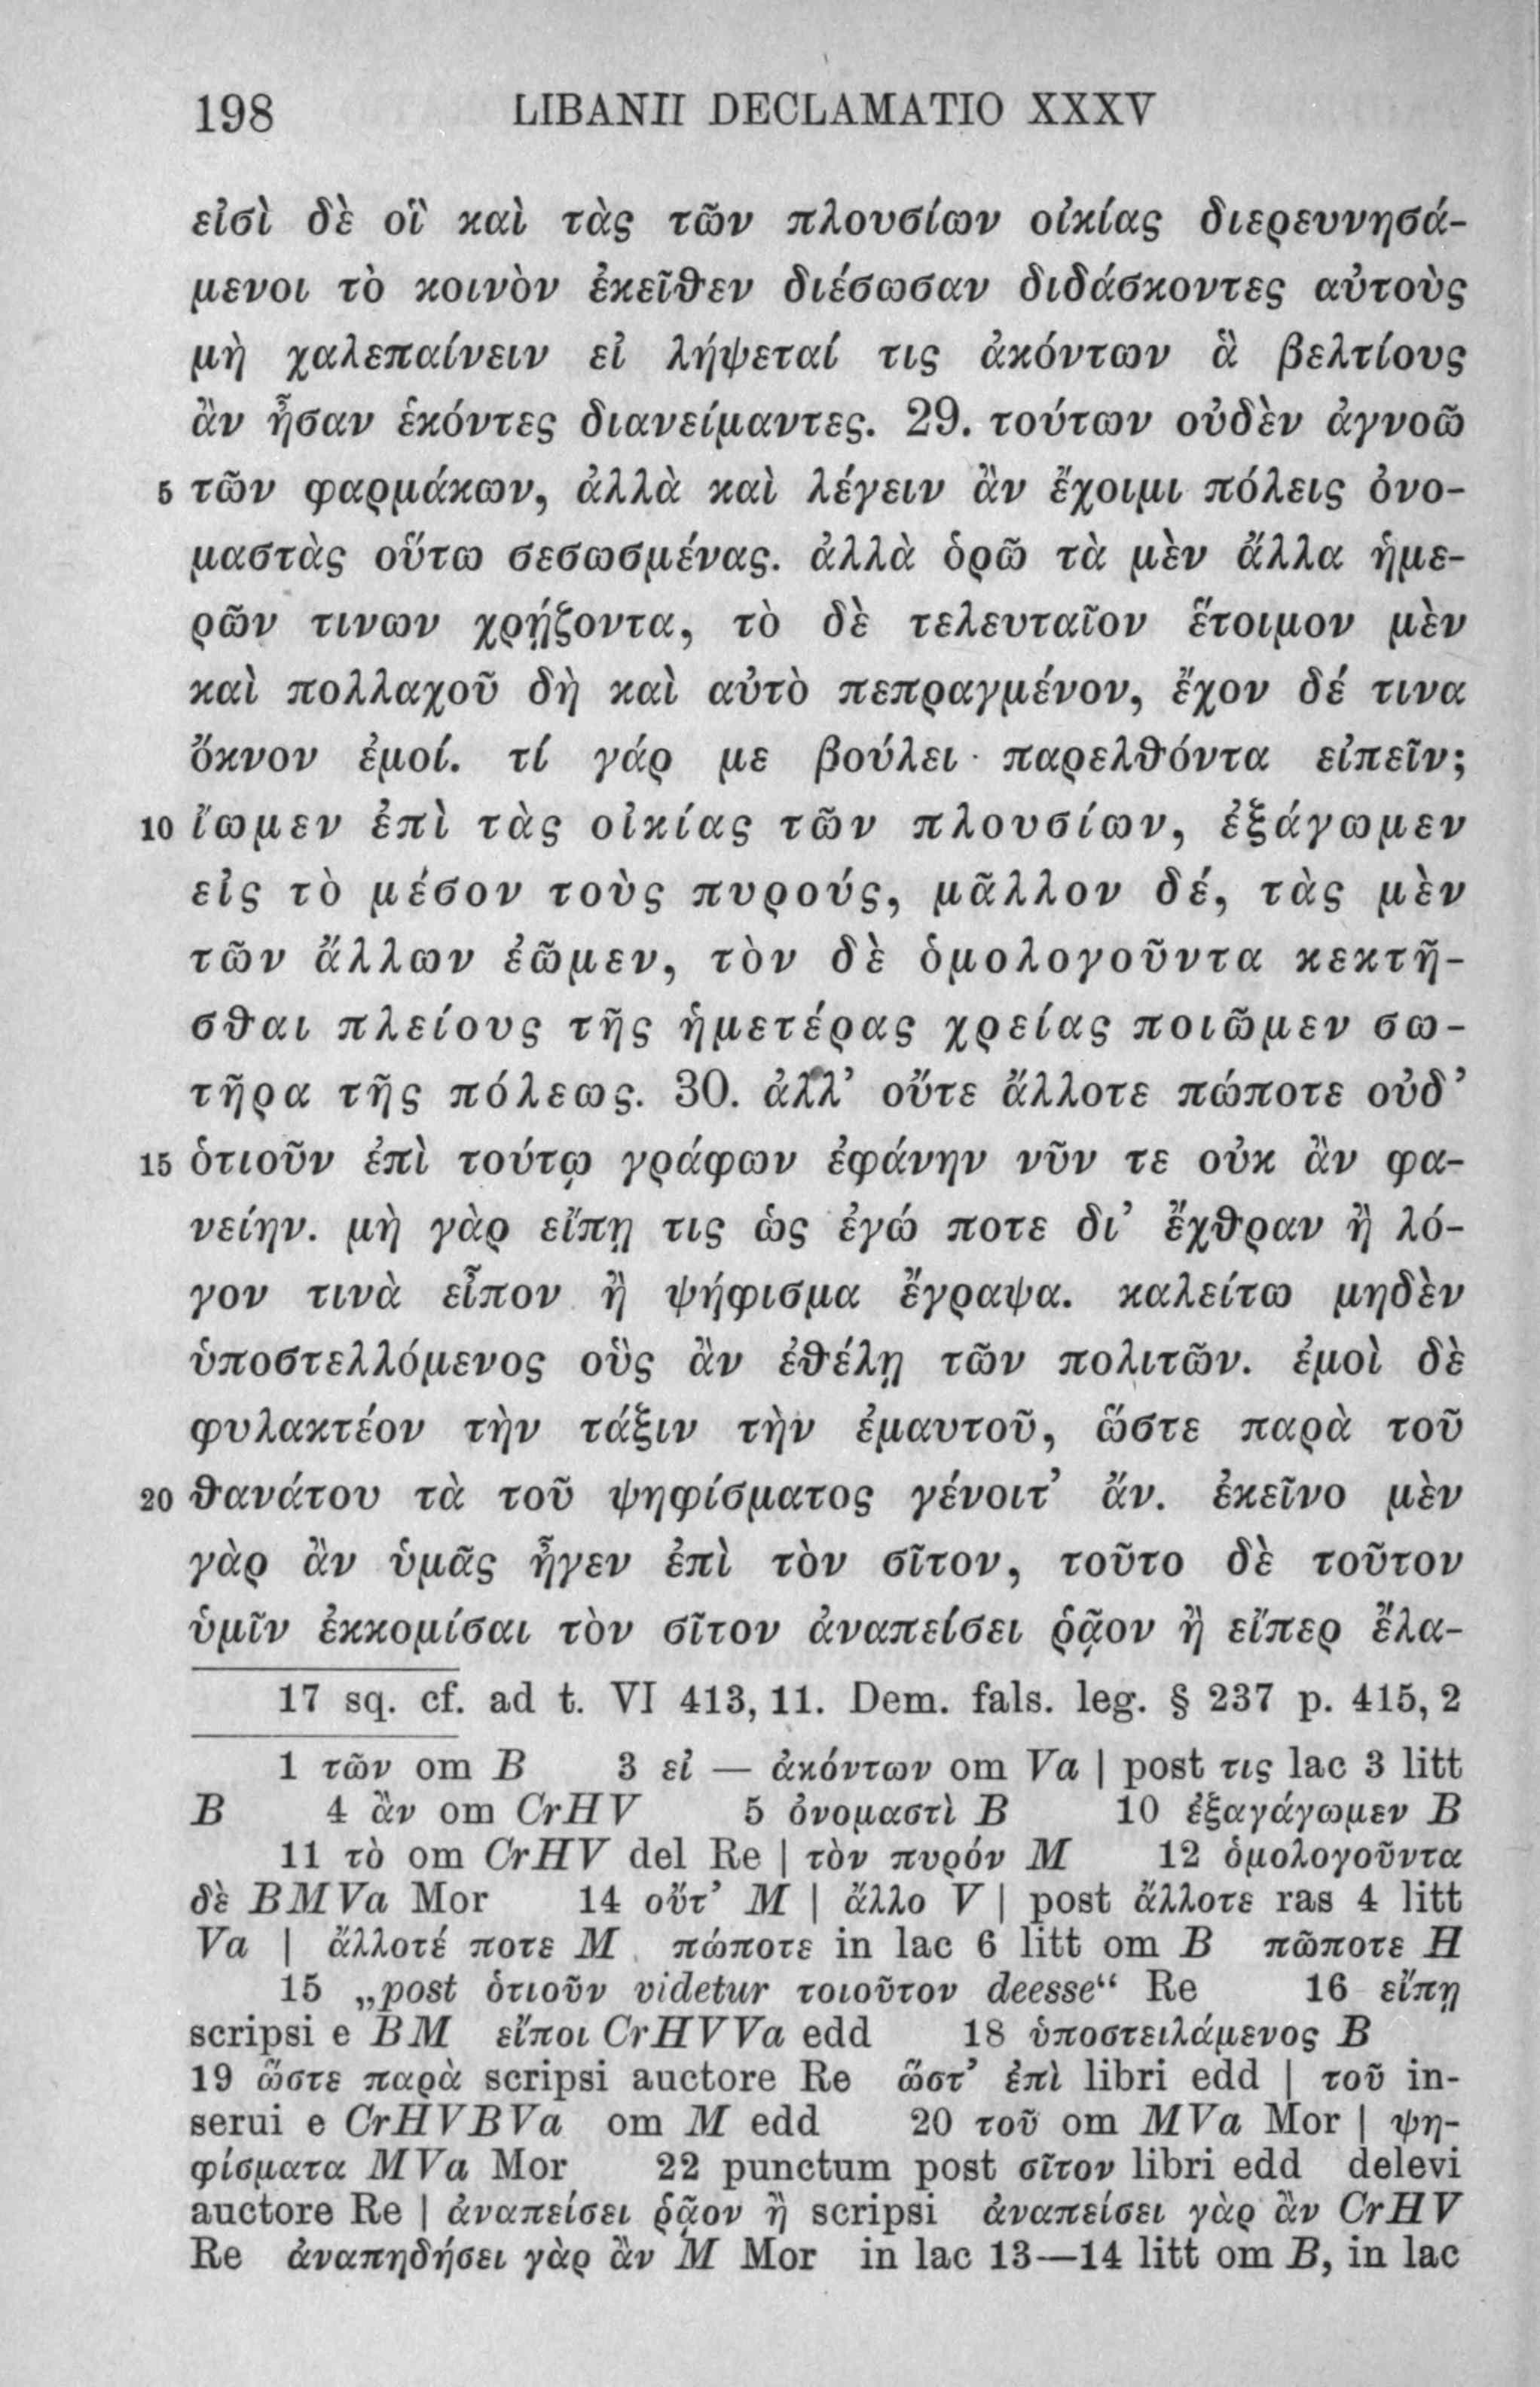 198 LIBANII DECLAMATIO XXXV
εἰσὶ δὲ οἳ καὶ τὰς τῶν πλουσίων οἰκίας διερευνησά-
μενοι τὸ κοινὸν ἐκεῖθεν διέσωσαν διδάσκοντες αὐτοὺς
μὴ χαλεπαίνειν εἰ λήψεταί τις ἀκόντων ἃ βελτίους
ἂν ἦσαν ἑκόντες διανείμαντες. 29. τούτων οὐδὲν ἀγνοῶ
5 τῶν φαρμάκων, ἀλλὰ καὶ λέγειν ἂν ἔχοιμι πόλεις ὀνο-
μαστὰς οὕτω σεσωσμένας. ἀλλὰ ὁρῶ τὰ μὲν ἄλλα ἡμε-
ρῶν τινων χρῄζοντα, τὸ δὲ τελευταῖον ἕτοιμον μὲν
καὶ πολλαχοῦ δὴ καὶ αὐτὸ πεπραγμένον, ἔχον δέ τινα
ὄκνον ἐμοί. τί γάρ με βούλει παρελθόντα εἰπεῖν;
10 ἴωμεν ἐπὶ τὰς οἰκίας τῶν πλουσίων, ἐξάγωμεν
εἰς τὸ μέσον τοὺς πυρούς, μᾶλλον δέ, τὰς μὲν
τῶν ἄλλων ἐῶμεν, τὸν δὲ ὁμολογοῦντα κεκτῆ-
σθαι πλείους τῆς ἡμετέρας χρείας ποιῶμεν σω-
τῆρα τῆς πόλεως. 30. ἀλλ’ οὔτε ἄλλοτε πώποτε οὐδ’
15 ὁτιοῦν ἐπὶ τούτῳ γράφων ἐφάνην νῦν τε οὐκ ἂν φα-
νείην. μὴ γὰρ εἴπῃ τις ὡς ἐγώ ποτε δι’ ἔχθραν ἢ λό-
γον τινὰ εἶπον ἢ ψήφισμα ἔγραψα. καλείτω μηδὲν
ὑποστελλόμενος οὓς ἂν ἐθέλῃ τῶν πολιτῶν. ἐμοὶ δὲ
φυλακτέον τὴν τάξιν τὴν ἐμαυτοῦ, ὥστε παρὰ τοῦ
20 θανάτου τὰ τοῦ ψηφίσματος γένοιτ’ ἄν. ἐκεῖνο μὲν
γὰρ ἂν ὑμᾶς ἦγεν ἐπὶ τὸν σῖτον, τοῦτο δὲ τοῦτον
ὑμῖν ἐκκομίσαι τὸν σῖτον ἀναπείσει ῥᾷον ἢ εἴπερ ἔλα-
17 sq. cf. ad t. VI 413, 11. Dem. fals. leg. § 237 p. 415, 2
1 τῶν om B 3 εἰ — ἀκόντων om Va | post τις lac 3 litt
B 4 ἂν om CrHV 5 ὀνομαστὶ B 10 ἐξαγάγωμεν B
11 τὸ om CrHV del Re | τὸν πυρόν M 12 ὁμολογοῦντα
δὲ BMVa Mor 14 οὔτ’ M | ἄλλο V | post ἄλλοτε ras 4 litt
Va | ἄλλοτέ ποτε M πώποτε in lac 6 litt om B πῶποτε H
15 „post ὁτιοῦν videtur τοιοῦτον deesse“ Re 16 εἴπῃ
scripsi e BM εἴποι CrHVVa edd 18 ὑποστειλάμενος B
19 ὥστε παρὰ scripsi auctore Re ὥστ’ ἐπὶ libri edd | τοῦ in-
serui e CrHVBVa om M edd 20 τοῦ om MVa Mor | ψη-
φίσματα MVa Mor 22 punctum post σῖτον libri edd delevi
auctore Re | ἀναπείσει ῥᾷον ἢ scripsi ἀναπείσει γὰρ ἂν CrHV
Re ἀναπηδήσει γὰρ ἂν M Mor in lac 13—14 litt om B, in lac